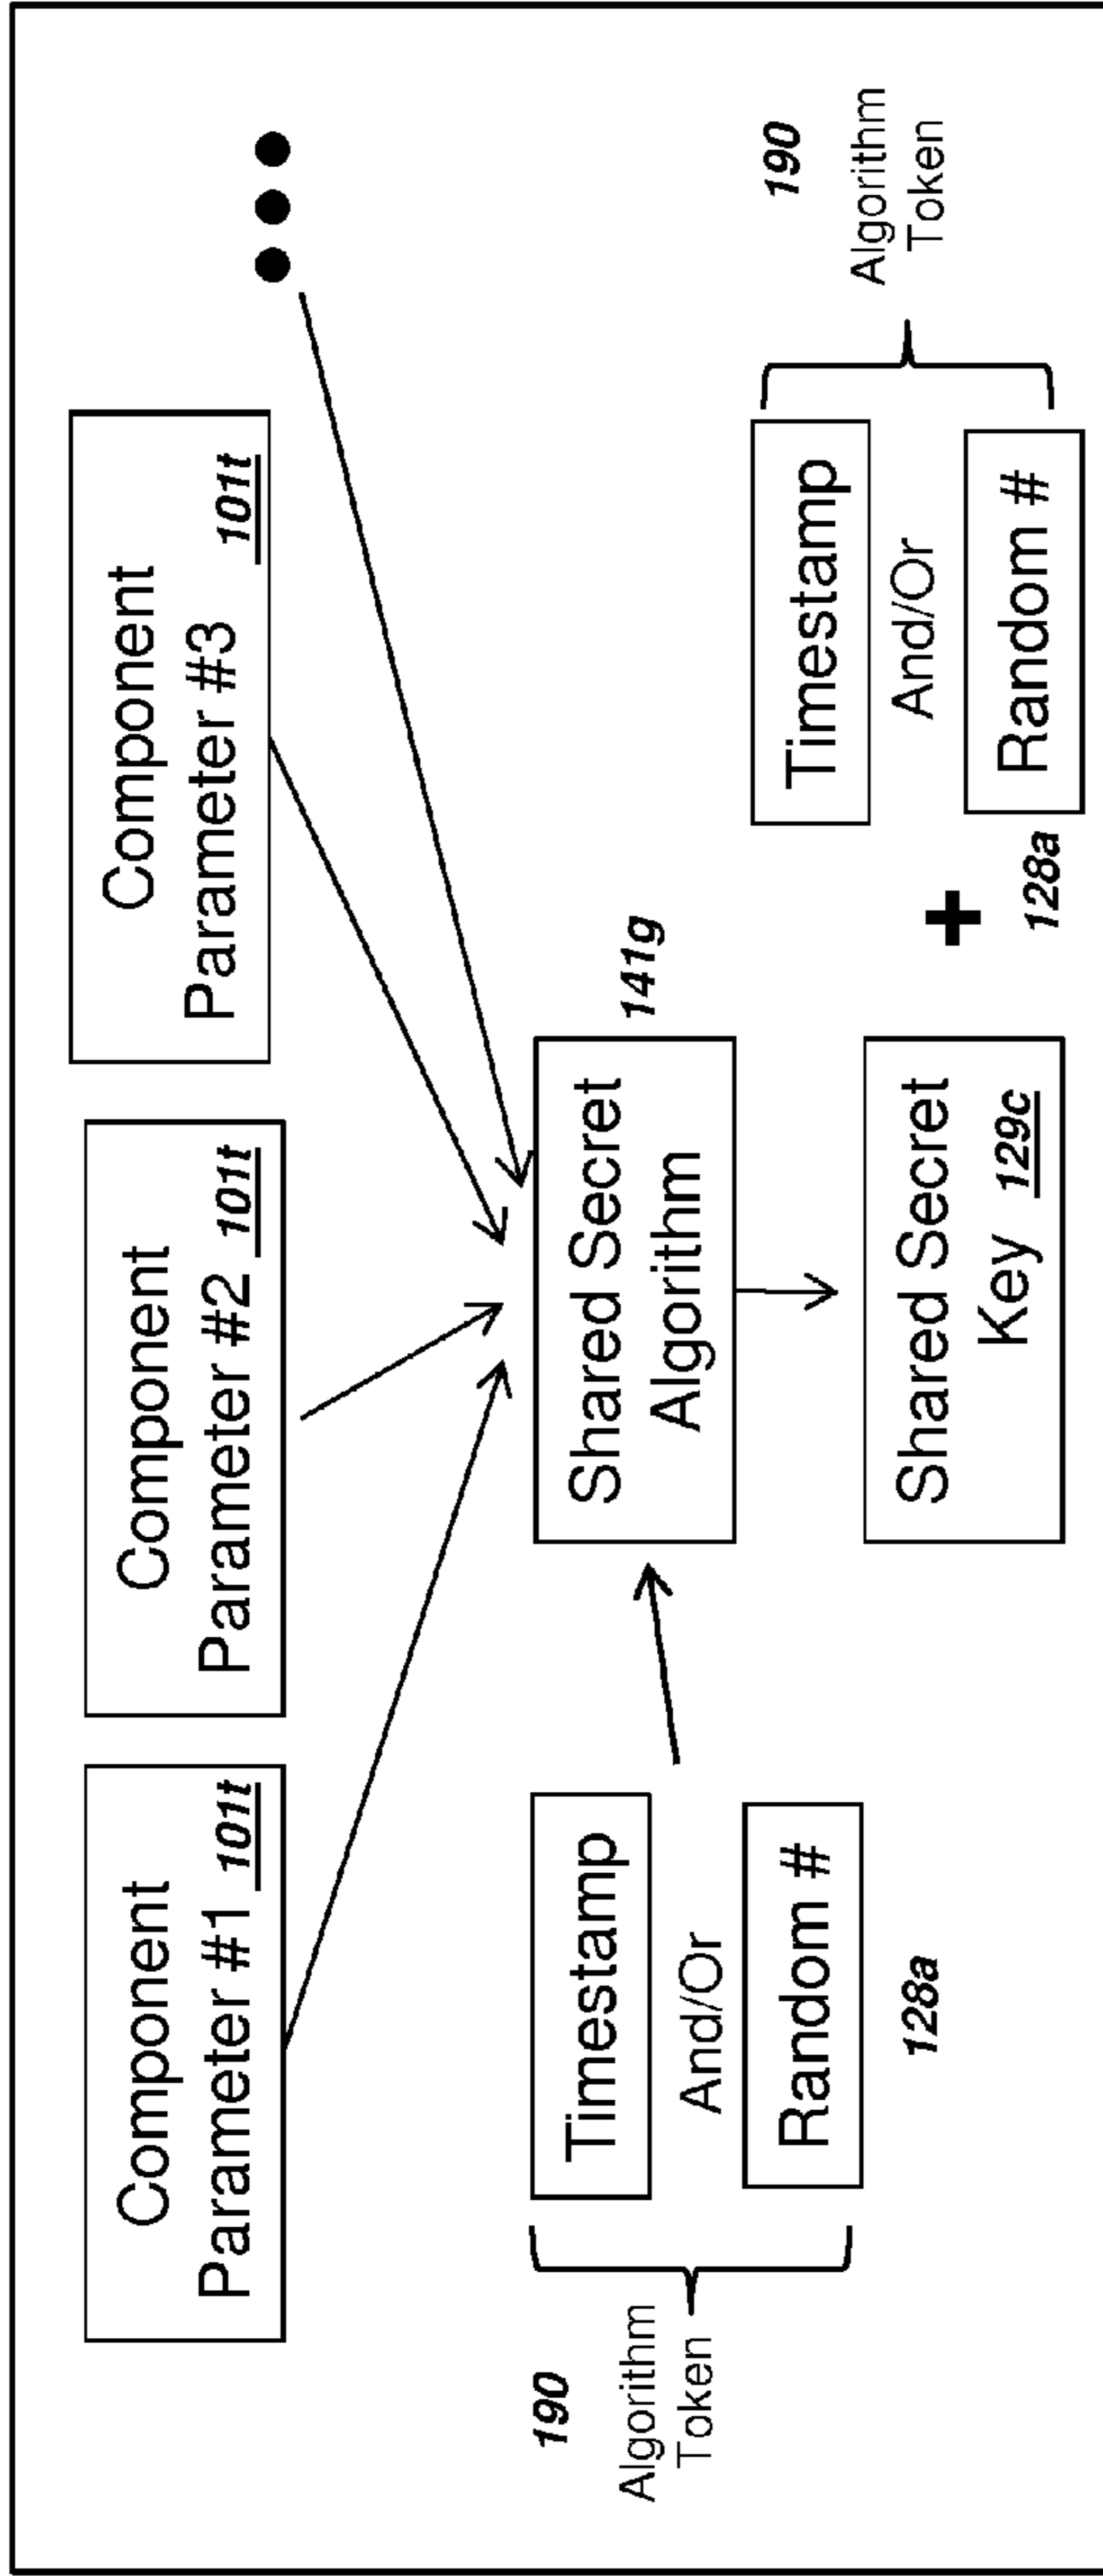 Component
Parameter #1 101t
Component
Parameter #2 101t
Component
Parameter #3 101t
190
Algorithm
Token
Timestamp
And/Or
Random #
128a
Shared Secret
Algorithm
141g
Shared Secret
Key 129c
+
128a
Timestamp
And/Or
Random #
190
Algorithm
Token